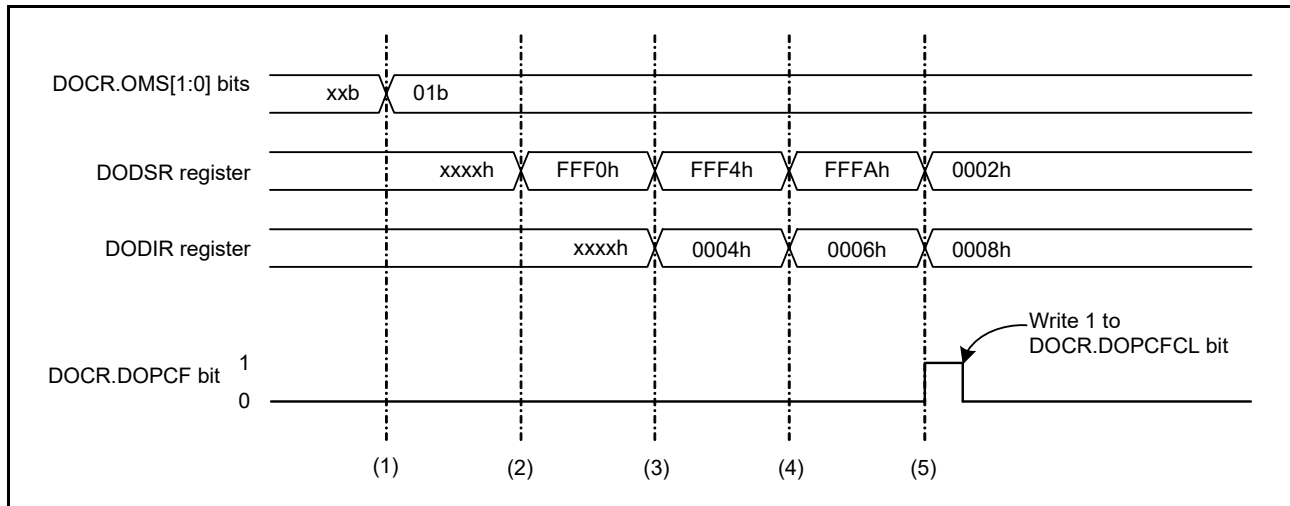 DOCR.OMS[1:0] bits
xxb
01b
DODSR register
xxxxh
FFF0h
FFF4h
FFFAh
0002h
DODIR register
xxxxh
0004h
0006h
0008h
Write 1 to
DOCR.DOPCFCL bit
DOCR.DOPCF bit
1
0
(1)
(2)
(3)
(4)
(5)